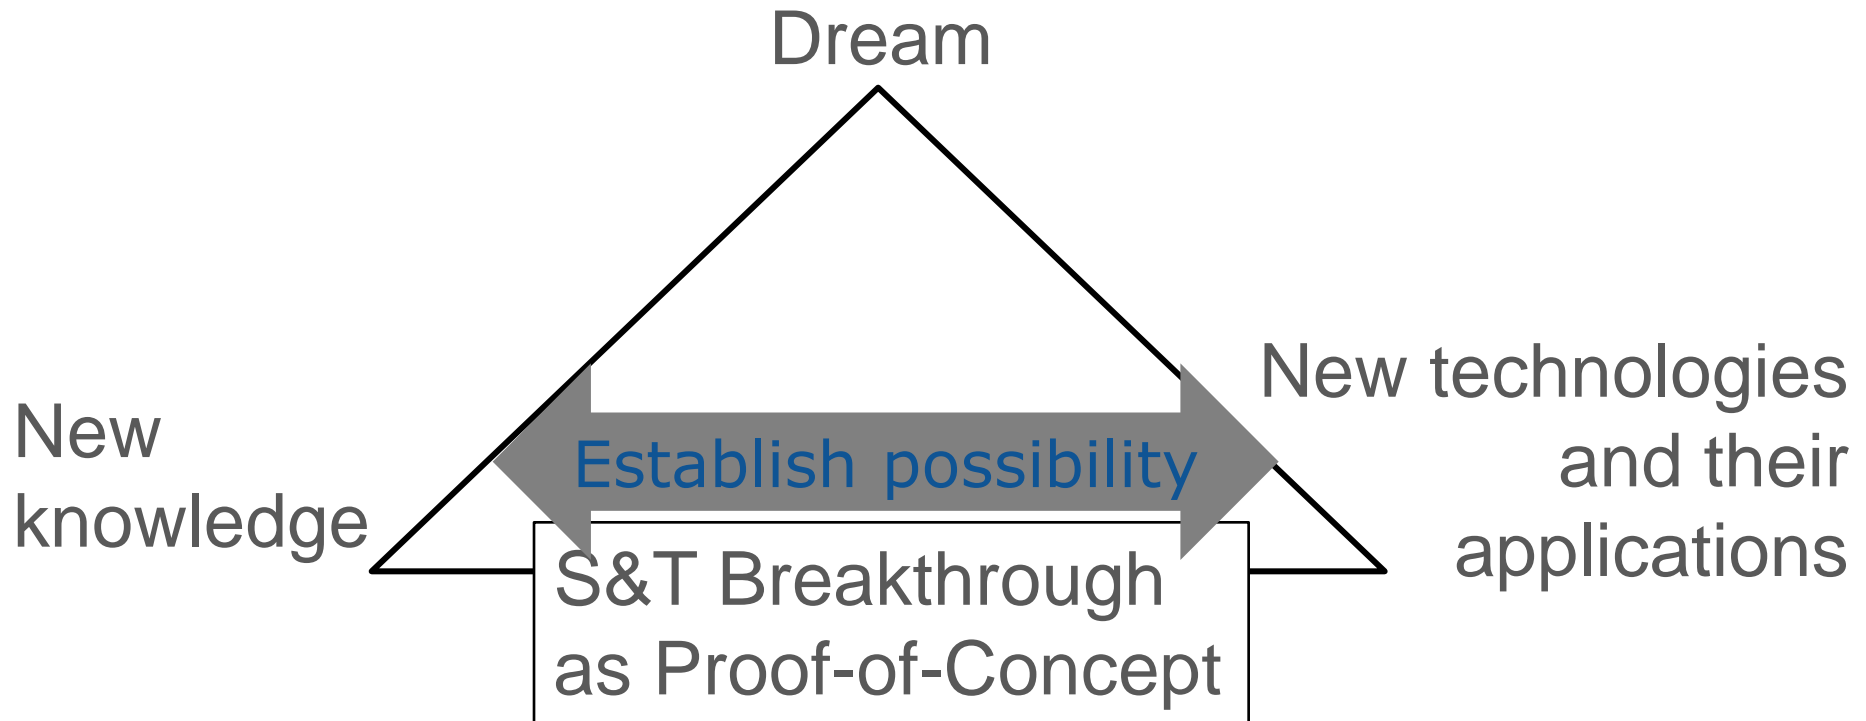 Dream
New
knowledge
Establish possibility
New technologies
and their
applications
S&T Breakthrough
as Proof-of-Concept